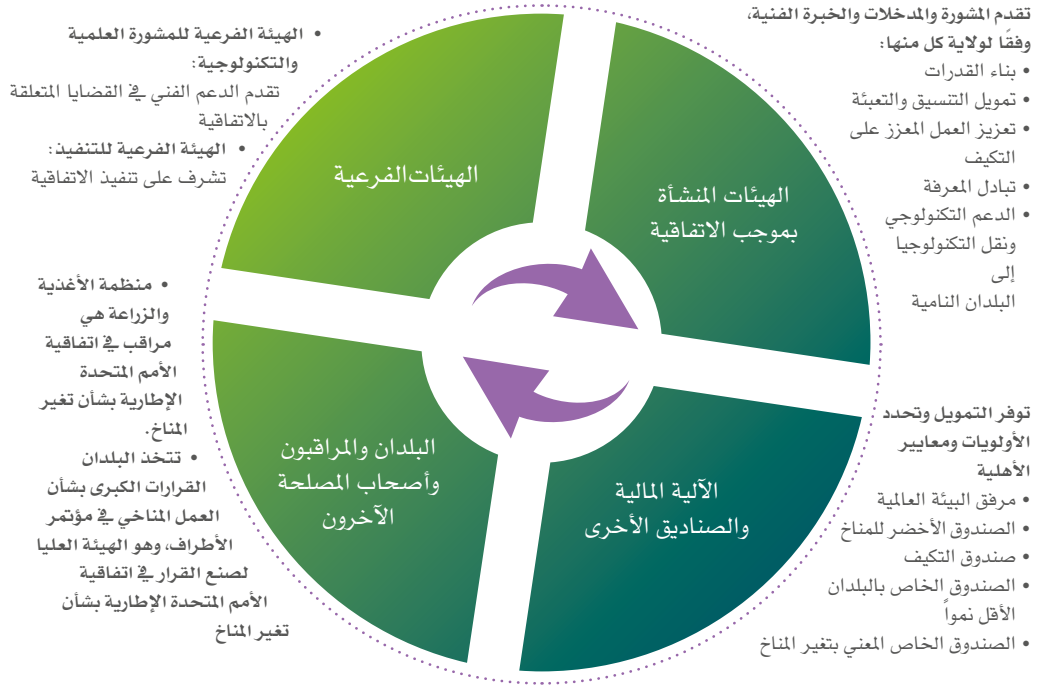 تقدم المشورة والمدخلات والخبرة الفنية،
وفقًا لولاية كل منها:
• بناء القدرات
• تمويل التنسيق والتعبئة
• تعزيز العمل المعزز على
التكيف
• تبادل المعرفة
• الدعم التكنولوجي
ونقل التكنولوجيا
إلى
البلدان النامية
الهيئات المنشأة
بموجب الاتفاقية
• الهيئة الفرعية للمشورة العلمية
والتكنولوجية:
تقدم الدعم الفني في القضايا المتعلقة
بالاتفاقية
• الهيئة الفرعية للتنفيذ:
تشرف على تنفيذ الاتفاقية
الهيئات الفرعية
توفر التمويل وتحدد
الأولويات ومعايير
الأهلية
• مرفق البيئة العالمية
• الصندوق الأخضر للمناخ
• صندوق التكيف
• الصندوق الخاص بالبلدان
الأقل نمواً
• الصندوق الخاص المعني بتغير المناخ
الآلية المالية
والصناديق الأخرى
البلدان والمراقبون
وأصحاب المصلحة
الآخرون
• منظمة الأغذية
والزراعة هي
مراقب في اتفاقية
الأمم المتحدة
الإطارية بشأن تغير
المناخ.
• تتخذ البلدان
القرارات الكبرى بشأن
العمل المناخي في مؤتمر
الأطراف، وهو الهيئة العليا
لصنع القرار في اتفاقية
الأمم المتحدة الإطارية بشأن
تغير المناخ